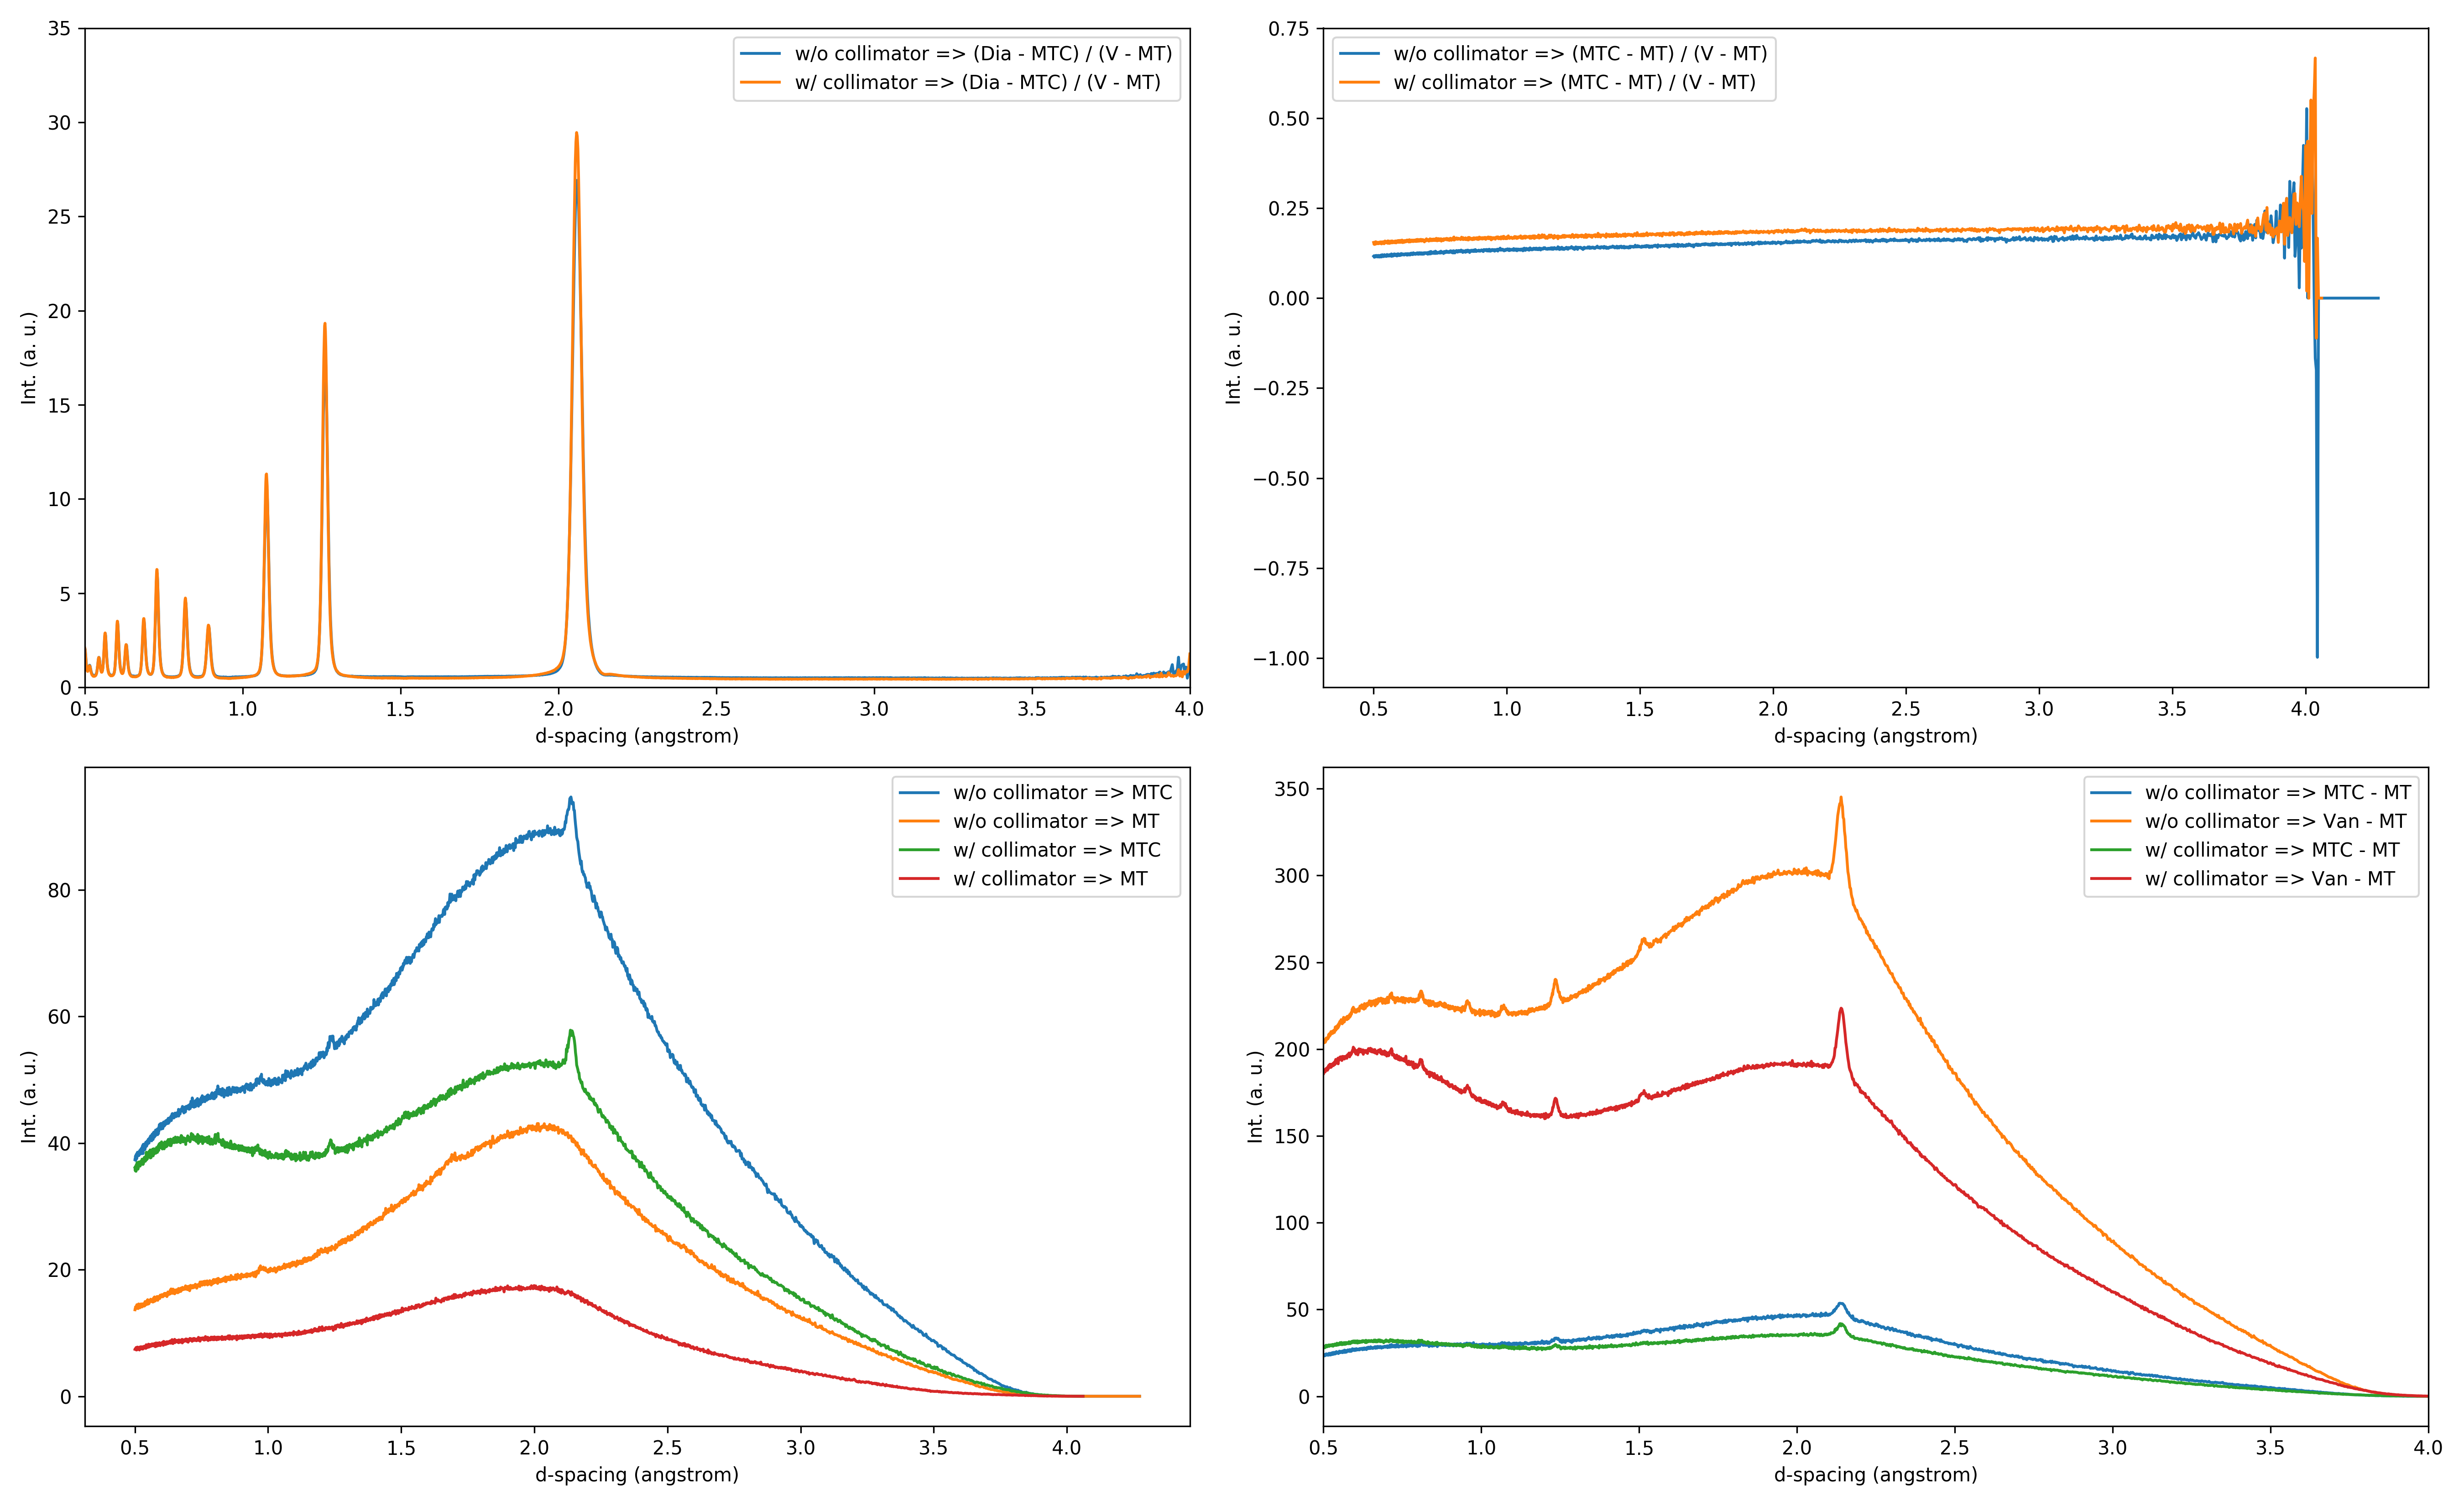 35
30
25
20
15
10
5
0
Int. (a. u.)
w/o collimator => (Dia - MTC) / (V - MT)
w/ collimator => (Dia - MTC) / (V - MT)
0.5 1.0 1.5 2.0 2.5 3.0 3.5 4.0
d-spacing (angstrom)
0.75
0.50
0.25
0.00
−0.25
−0.50
−0.75
−1.00
Int. (a. u.)
w/o collimator => (MTC - MT) / (V - MT)
w/ collimator => (MTC - MT) / (V - MT)
0.5 1.0 1.5 2.0 2.5 3.0 3.5 4.0
d-spacing (angstrom)
80
60
40
20
0
Int. (a. u.)
w/o collimator => MTC
w/o collimator => MT
w/ collimator => MTC
w/ collimator => MT
0.5 1.0 1.5 2.0 2.5 3.0 3.5 4.0
d-spacing (angstrom)
350
300
250
200
150
100
50
0
Int. (a. u.)
w/o collimator => MTC - MT
w/o collimator => Van - MT
w/ collimator => MTC - MT
w/ collimator => Van - MT
0.5 1.0 1.5 2.0 2.5 3.0 3.5 4.0
d-spacing (angstrom)